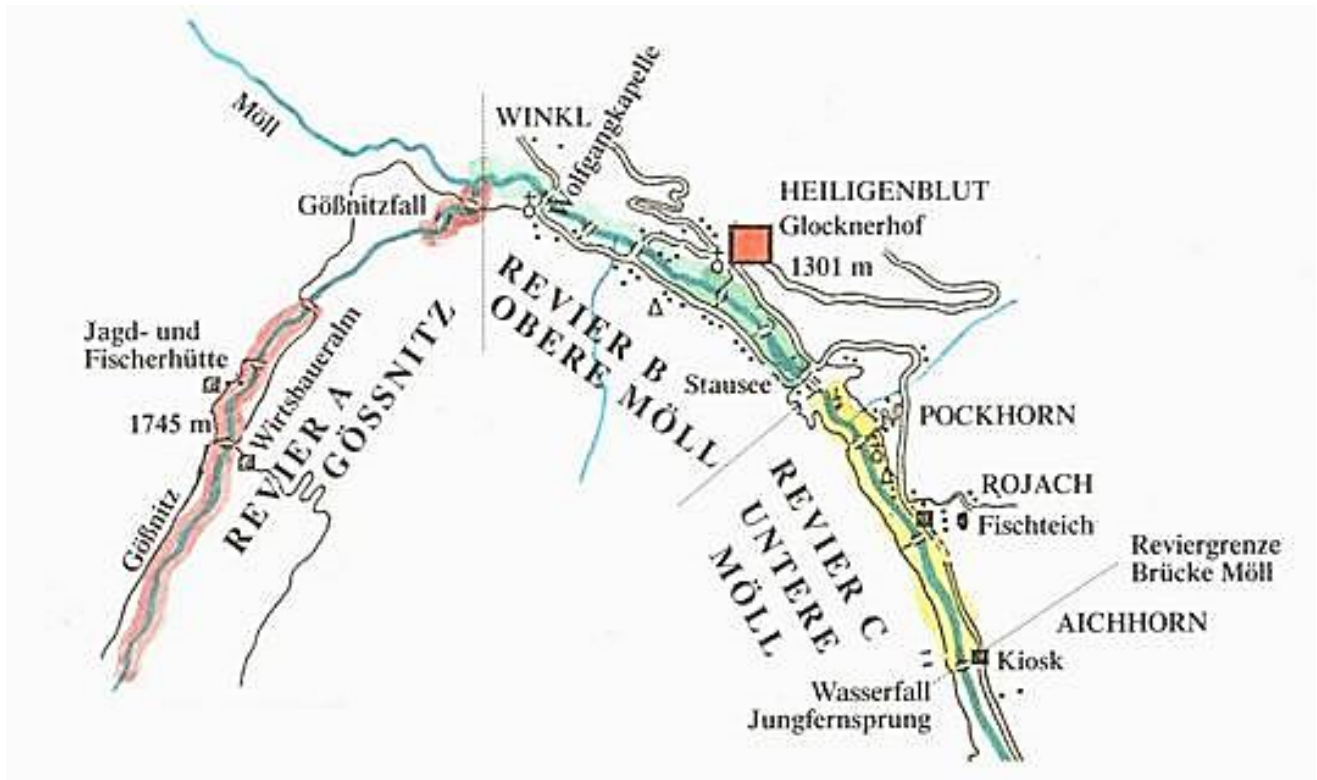 Möll
WINKL
Wolfgangkapelle
Gößnitzfall
HEILIGENBLUT
Glocknerhof
1301 m
Jagd- und
Fischerhütte
1745 m
Wirtsbaueralm
Gößnitz
REVIER A
GÖSSNITZ
REVIER B
OBERE MÖLL
Stausee
POCKHORN
REVIER C
UNTERE
MÖLL
ROJACH
Fischteich
Reviergrenze
Brücke Möll
AICHHORN
Kiosk
Wasserfall
Jungfernsprung